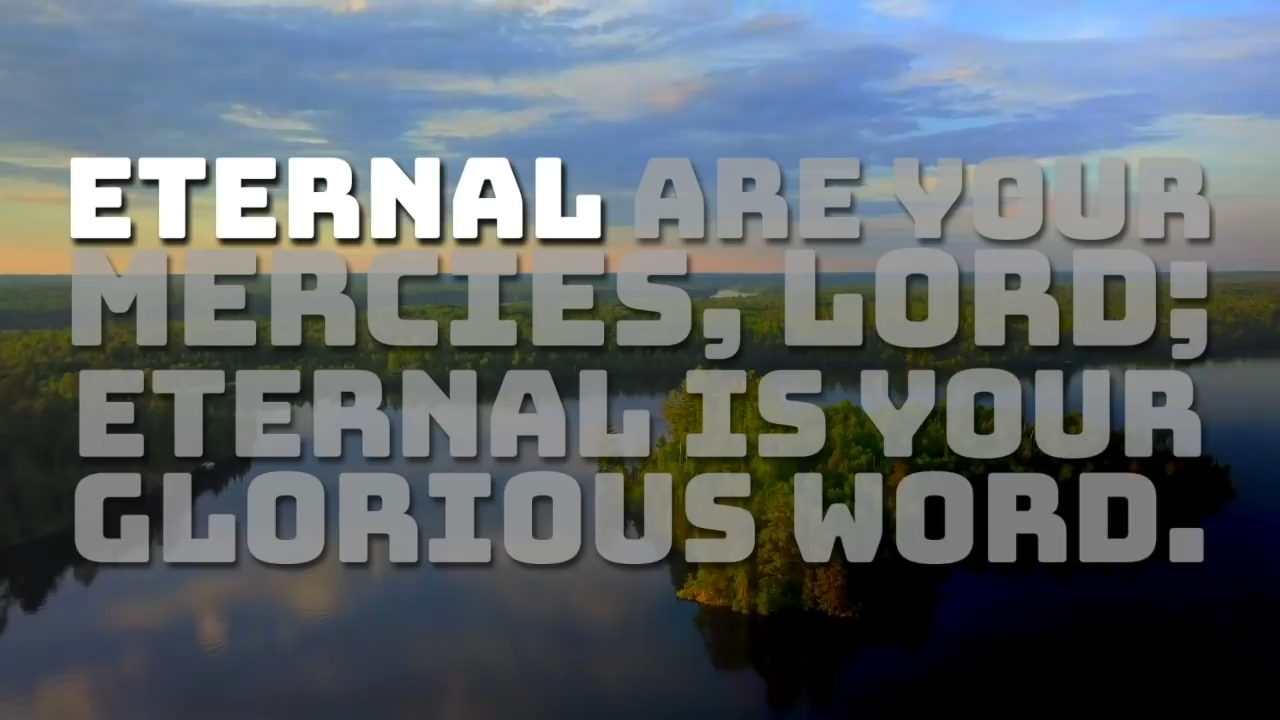 ETERNAL ARE YOUR
MERCIES, LORD;
ETERNAL IS YOUR
GLORIOUS WORD.